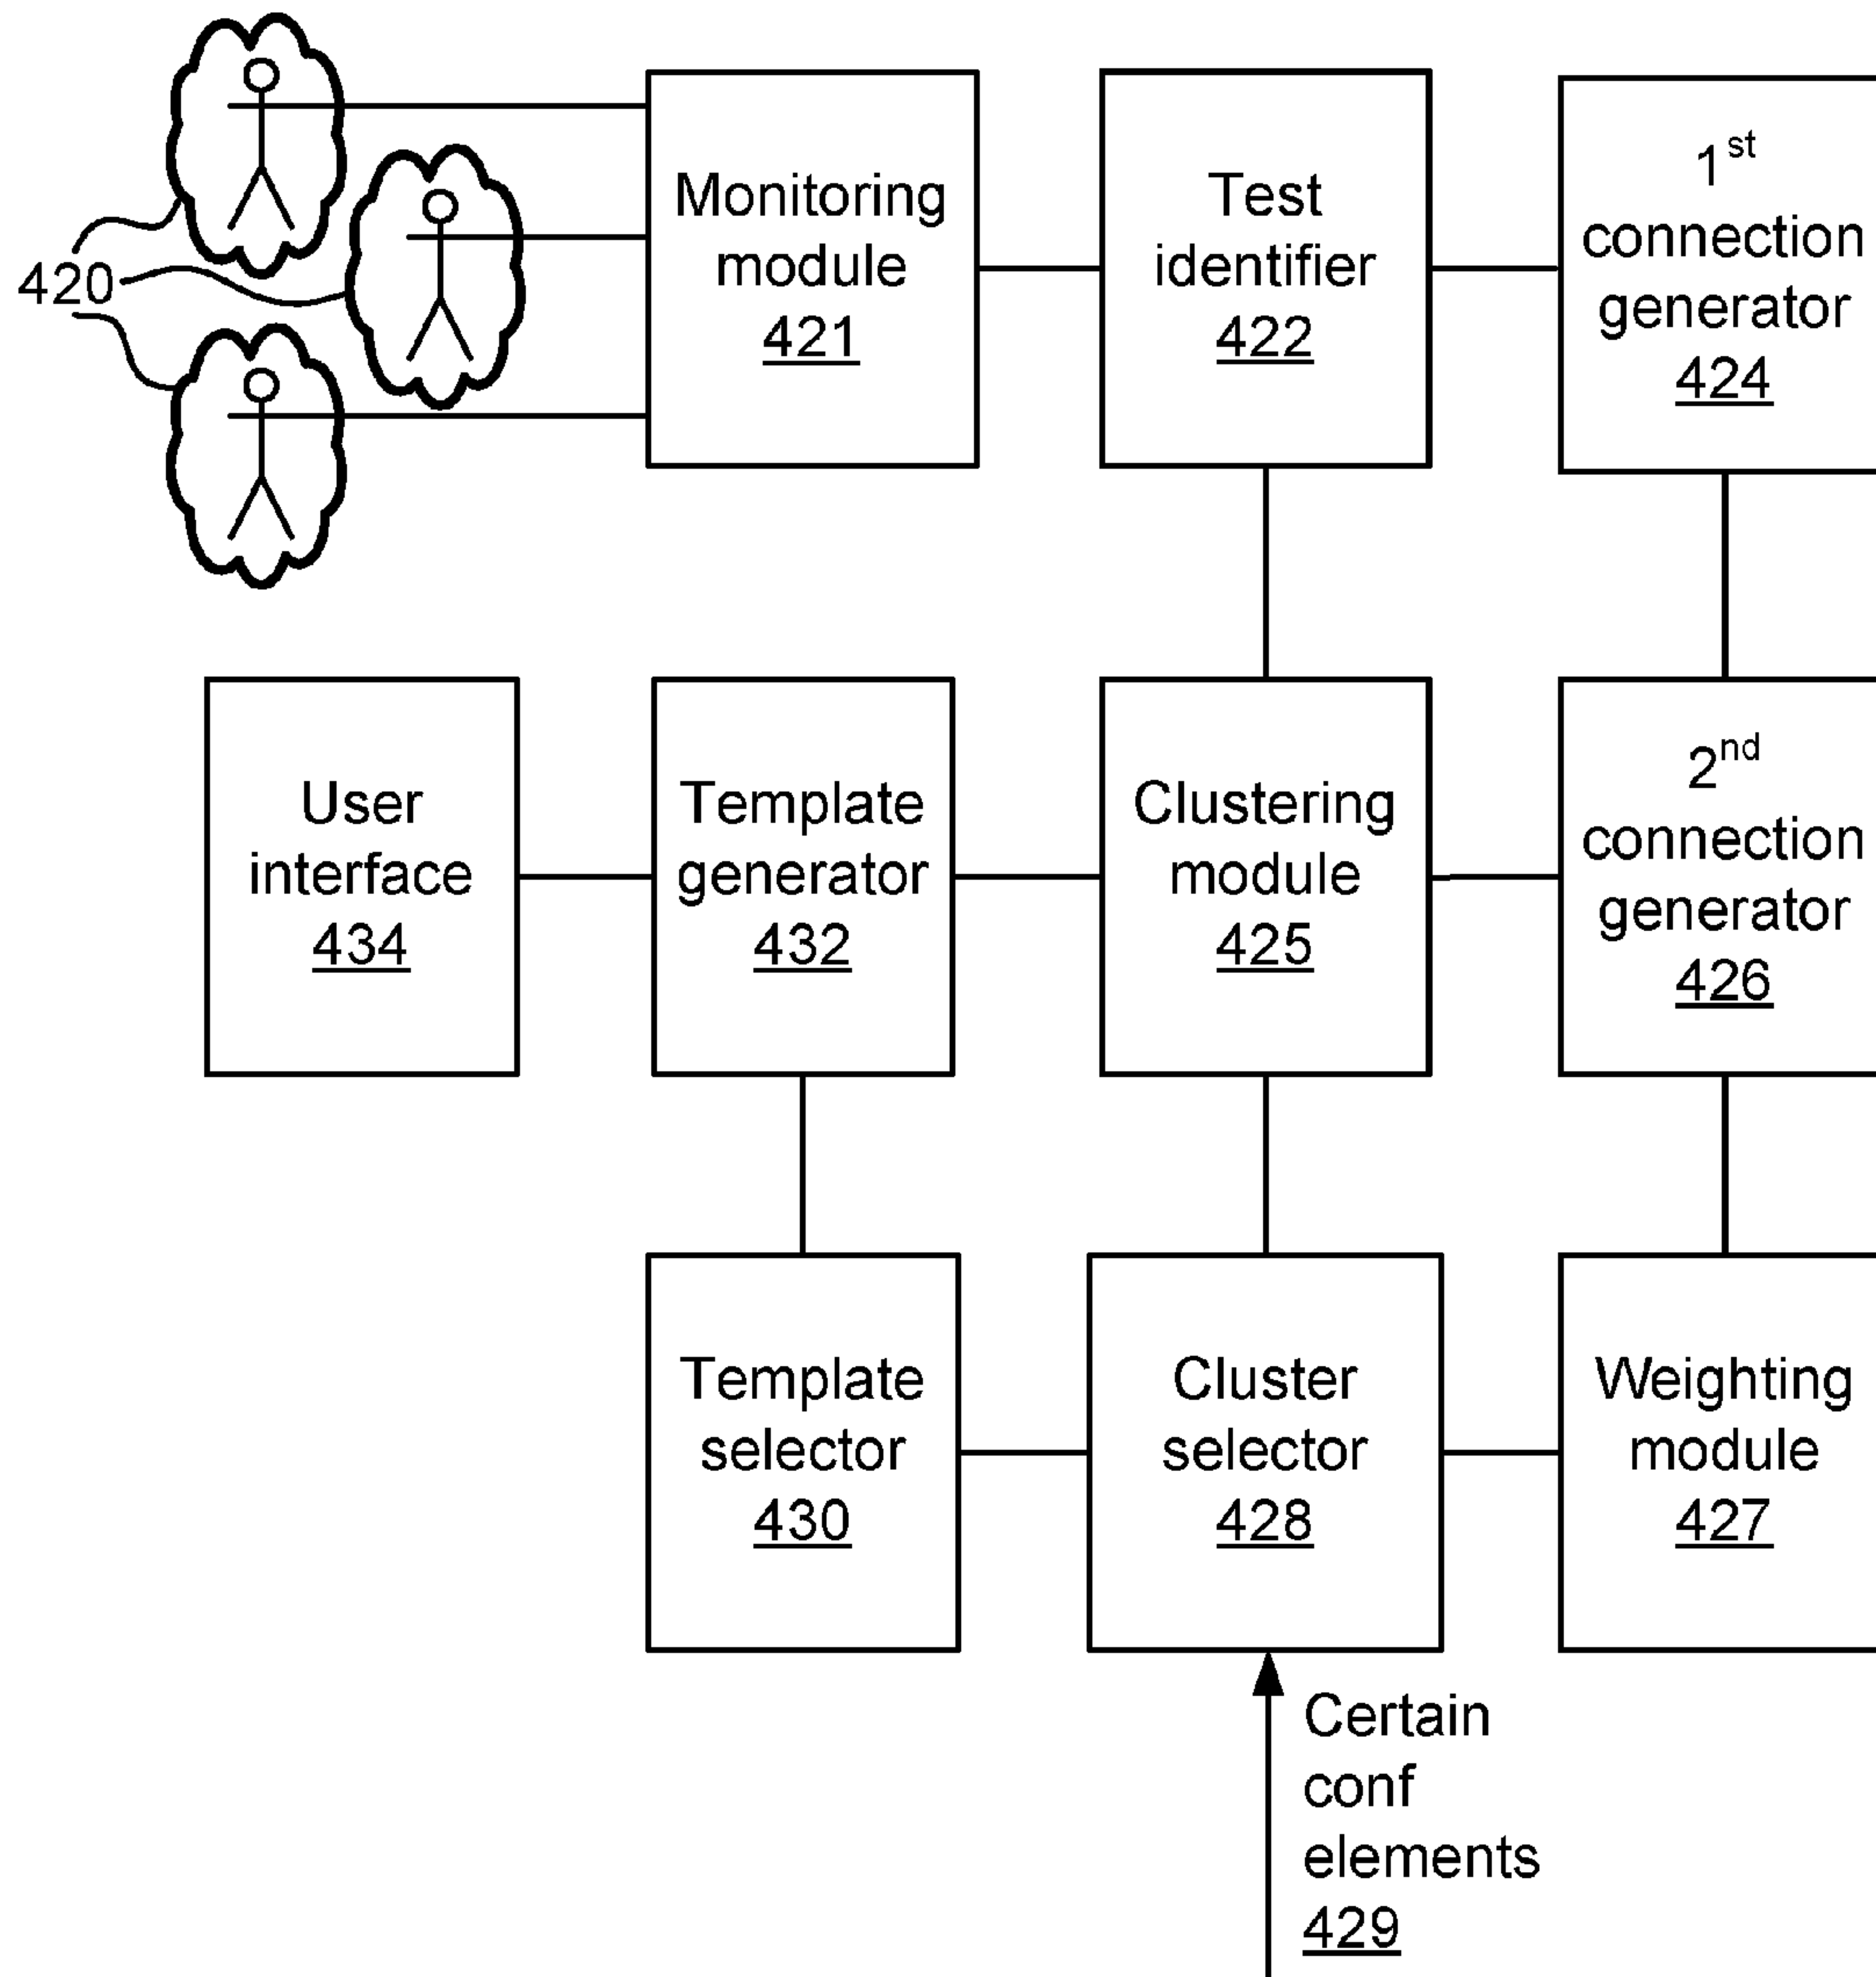 420
Monitoring
module
421
Test
identifier
422
1st
connection
generator
424
User
interface
434
Template
generator
432
Clustering
module
425
2nd
connection
generator
426
Template
selector
430
Cluster
selector
428
Weighting
module
427
Certain
conf
elements
429